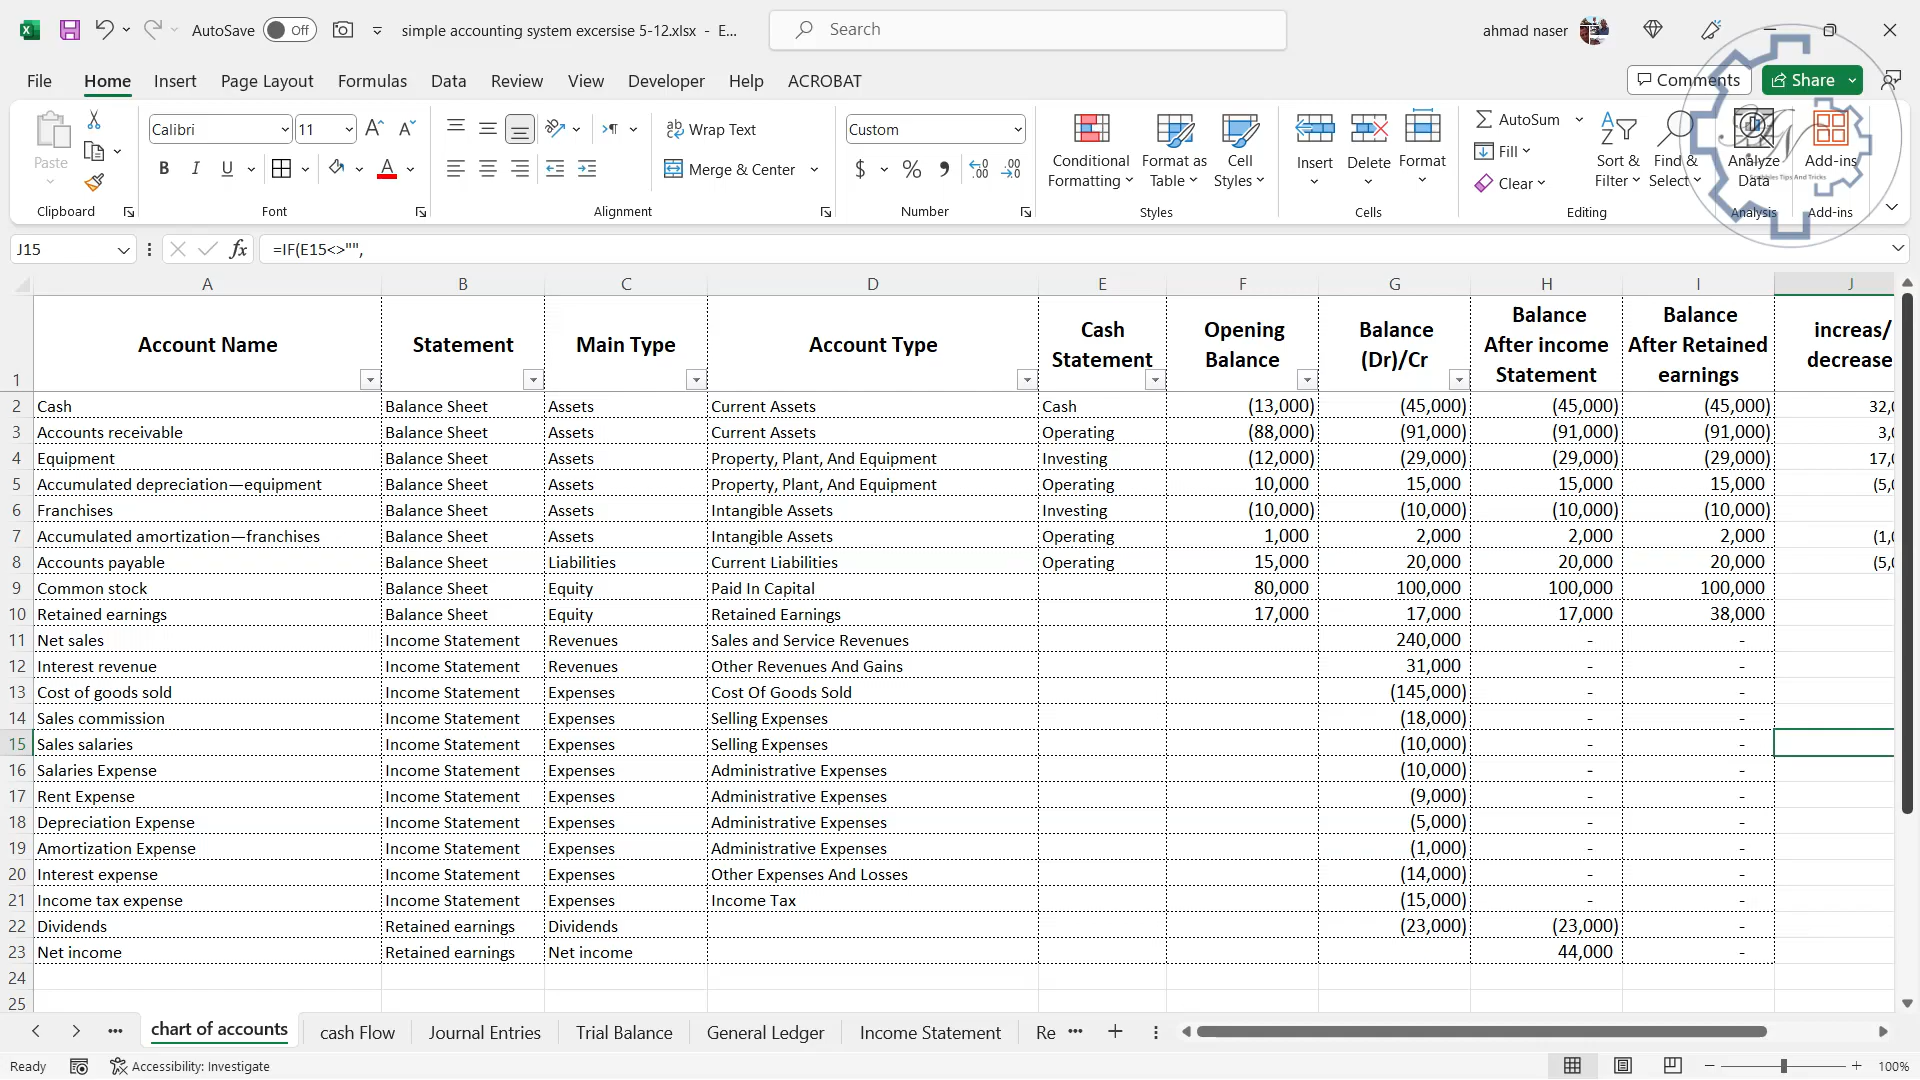 AutoSave Off simple accounting system excersise 5-12.xlsx - E... Search ahmad naser
File Home Insert Page Layout Formulas Data Review View Developer Help ACROBAT Comments Share
Paste
Clipboard
Calibri 11
B I U A
Font
Wrap Text
Merge & Center
Alignment
Custom
$ % 9
Number
Conditional Formatting
Format as Table
Cell Styles
Styles
Insert Delete Format
Cells
AutoSum
Fill
Clear
Sort & Filter
Find & Select
Editing
Analyze Data
Analysis
Add-ins
Add-ins
J15 fx =IF(E15<>"",
A B C D E F G H I J
1 Account Name Statement Main Type Account Type Cash Statement Opening Balance Balance (Dr)/Cr Balance After income Statement Balance After Retained earnings increas/ decrease
2 Cash Balance Sheet Assets Current Assets Cash (13,000) (45,000) (45,000) (45,000) 32,0
3 Accounts receivable Balance Sheet Assets Current Assets Operating (88,000) (91,000) (91,000) (91,000) 3,0
4 Equipment Balance Sheet Assets Property, Plant, And Equipment Investing (12,000) (29,000) (29,000) (29,000) 17,0
5 Accumulated depreciation—equipment Balance Sheet Assets Property, Plant, And Equipment Operating 10,000 15,000 15,000 15,000 (5,0
6 Franchises Balance Sheet Assets Intangible Assets Investing (10,000) (10,000) (10,000) (10,000)
7 Accumulated amortization—franchises Balance Sheet Assets Intangible Assets Operating 1,000 2,000 2,000 2,000 (1,0
8 Accounts payable Balance Sheet Liabilities Current Liabilities Operating 15,000 20,000 20,000 20,000 (5,0
9 Common stock Balance Sheet Equity Paid In Capital 80,000 100,000 100,000 100,000
10 Retained earnings Balance Sheet Equity Retained Earnings 17,000 17,000 17,000 38,000
11 Net sales Income Statement Revenues Sales and Service Revenues 240,000 - -
12 Interest revenue Income Statement Revenues Other Revenues And Gains 31,000 - -
13 Cost of goods sold Income Statement Expenses Cost Of Goods Sold (145,000) - -
14 Sales commission Income Statement Expenses Selling Expenses (18,000) - -
15 Sales salaries Income Statement Expenses Selling Expenses (10,000) - -
16 Salaries Expense Income Statement Expenses Administrative Expenses (10,000) - -
17 Rent Expense Income Statement Expenses Administrative Expenses (9,000) - -
18 Depreciation Expense Income Statement Expenses Administrative Expenses (5,000) - -
19 Amortization Expense Income Statement Expenses Administrative Expenses (1,000) - -
20 Interest expense Income Statement Expenses Other Expenses And Losses (14,000) - -
21 Income tax expense Income Statement Expenses Income Tax (15,000) - -
22 Dividends Retained earnings Dividends (23,000) (23,000) -
23 Net income Retained earnings Net income 44,000 -
24
25
chart of accounts cash Flow Journal Entries Trial Balance General Ledger Income Statement Re
Ready Accessibility: Investigate 100%